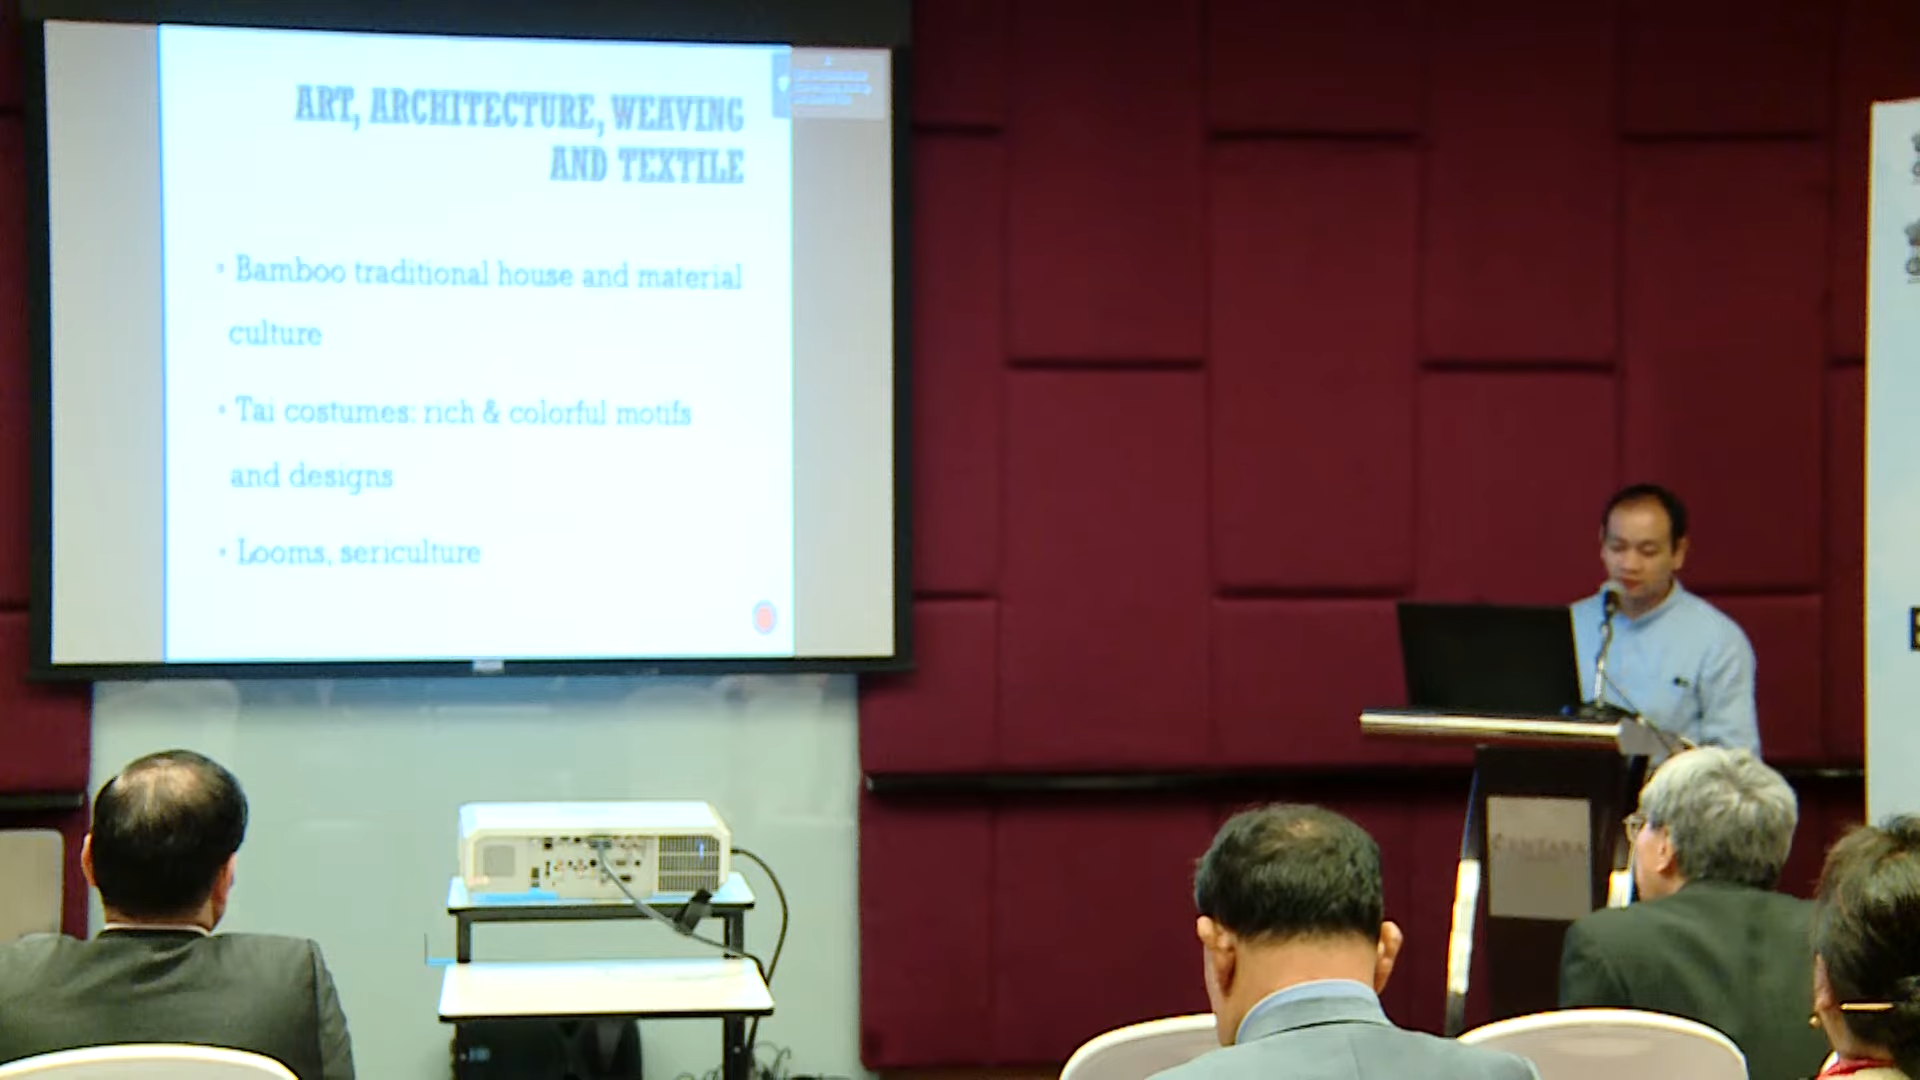 ART, ARCHITECTURE, WEAVING
AND TEXTILE
• Bamboo traditional house and material
culture
• Tai costumes: rich & colorful motifs
and designs
• Looms, sericulture
CENTARA